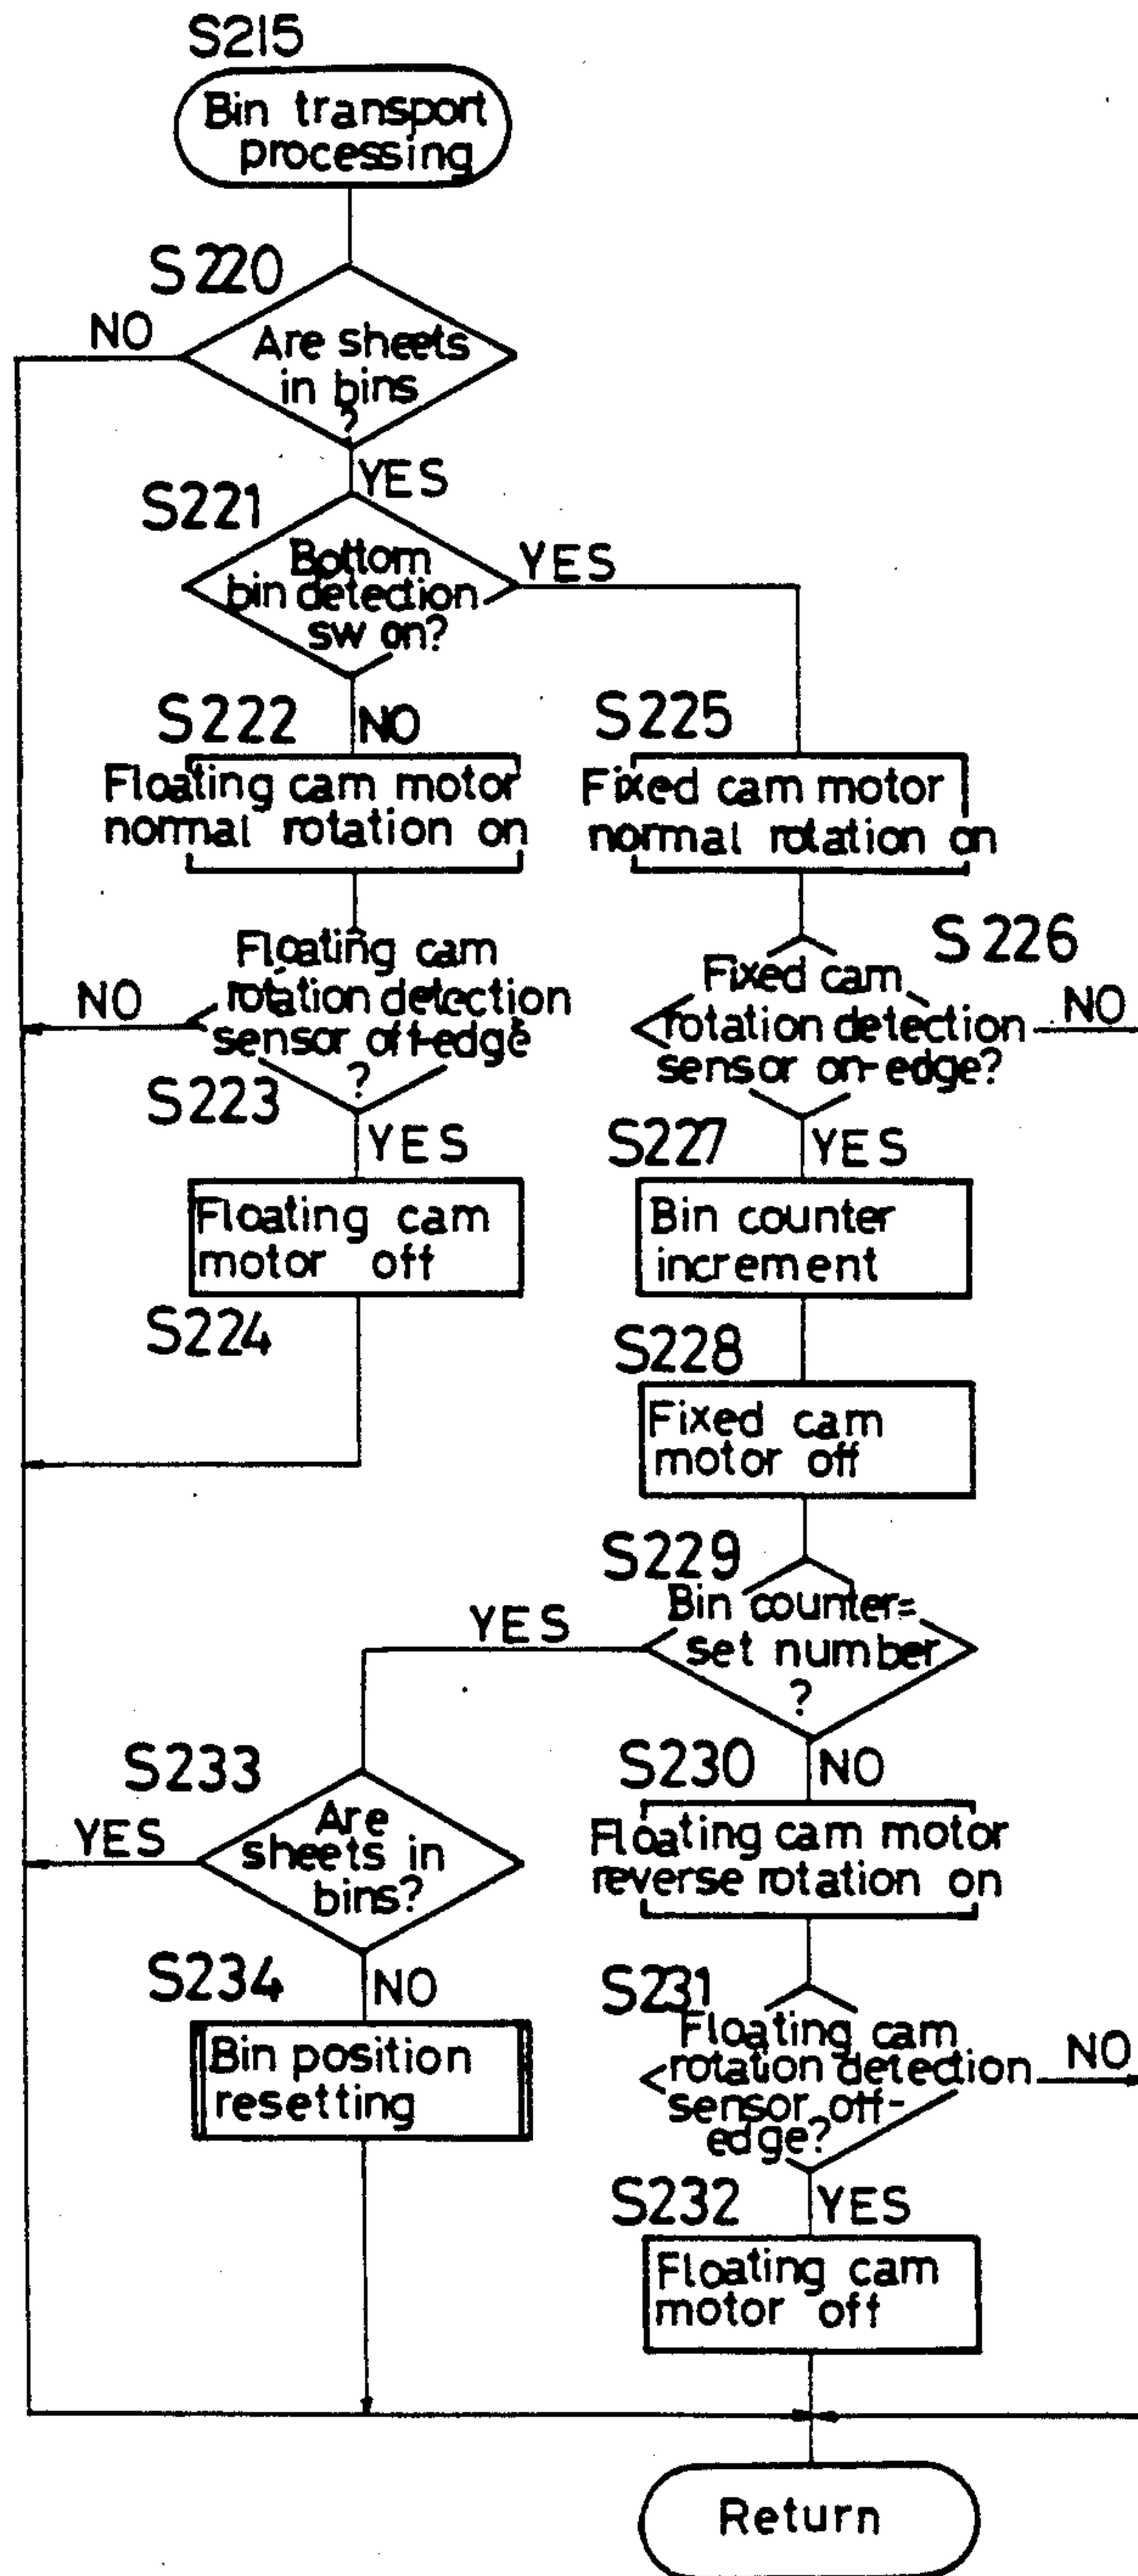 S215
Bin transport
processing
S220
NO
Are sheets
in bins
?
YES
S221
Bottom
bin detection
sw on?
YES
S222
NO
Floating cam motor
normal rotation on
S225
Fixed cam motor
normal rotation on
Floating cam
rotation detection
sensor off-edge
?
NO
S223
YES
S226
Fixed cam
rotation detection
sensor on-edge?
NO
S227
YES
Floating cam
motor off
S224
Bin counter
increment
S228
Fixed cam
motor off
S229
Bin counter=
set number
?
YES
S233
YES
Are
sheets in
bins?
S230
NO
Floating cam motor
reverse rotation on
S234
NO
Bin position
resetting
S231
Floating cam
rotation detection
sensor off-
edge?
NO
S232
YES
Floating cam
motor off
Return